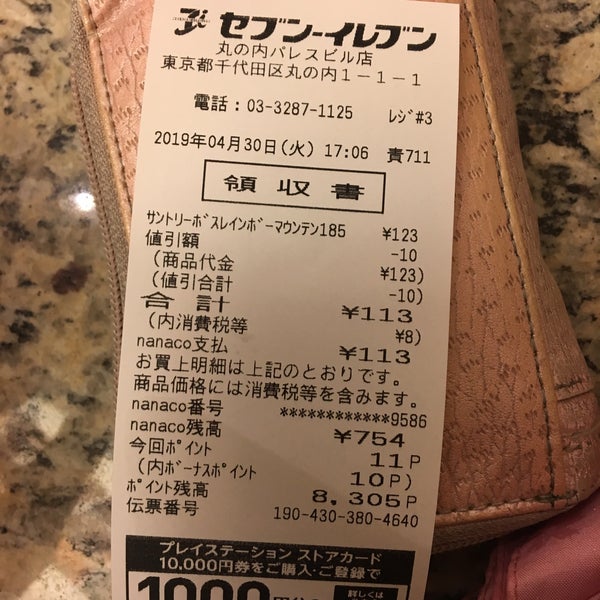 セブン-イレブン
丸の内パレスビル店
東京都千代田区丸の内1-1-1
電話：03-3287-1125 レジ#3
2019年04月30日(火) 17:06 責711
領収書
サントリーボスレインボーマウンテン185 ¥123
値引額 -10
(商品代金 ¥123)
(値引合計 -10)
合計 ¥113
(内消費税等 ¥8)
nanaco支払 ¥113
お買上明細は上記のとおりです。
商品価格には消費税等を含みます。
nanaco番号 ************9586
nanaco残高 ¥754
今回ポイント 11P
(内ボーナスポイント 10P)
ポイント残高 8,305P
伝票番号 190-430-380-4640
プレイステーション ストアカード
10,000円券をご購入・ご登録で
1000 詳しくは